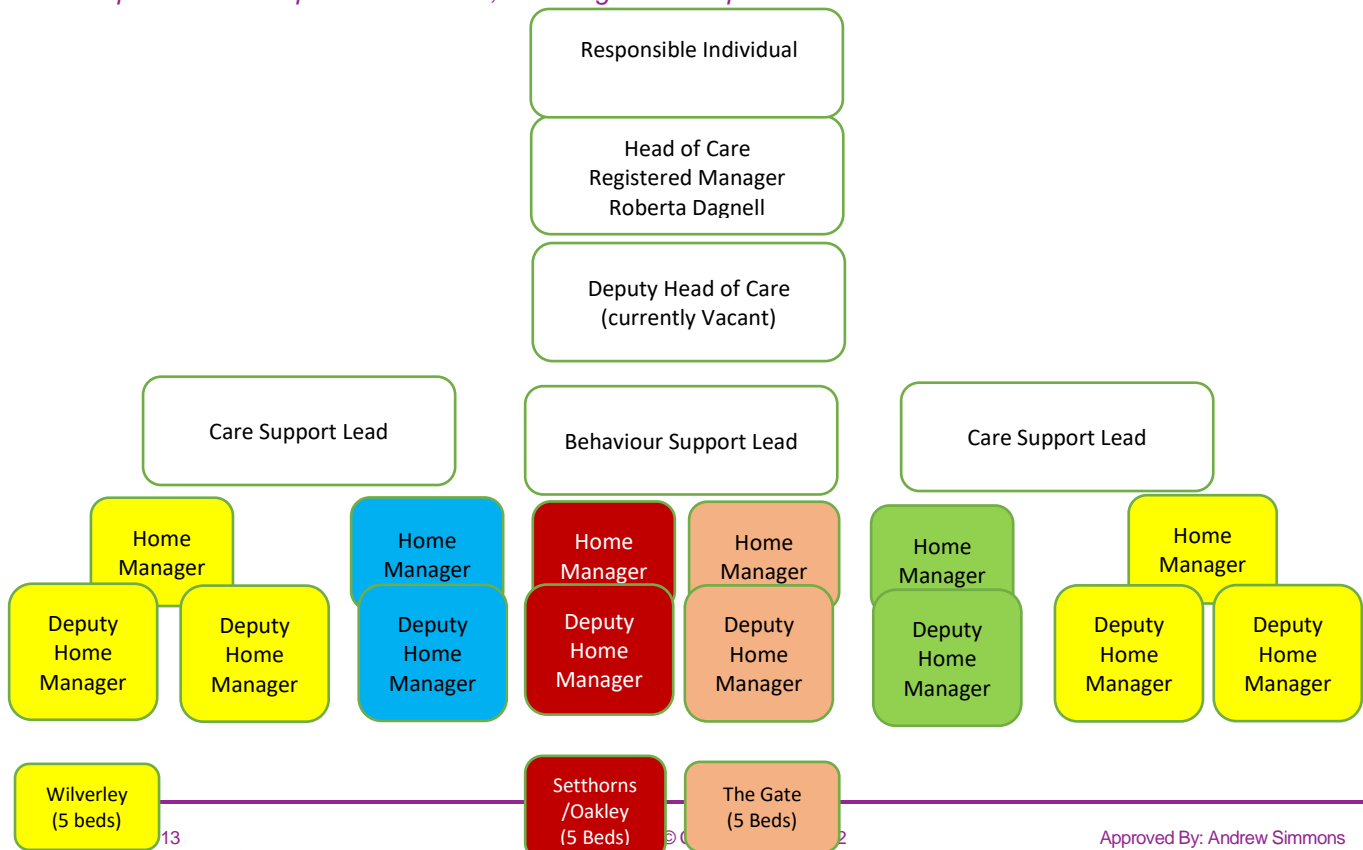 Responsible Individual
Head of Care
Registered Manager
Roberta Dagnell
Deputy Head of Care
(currently Vacant)
Care Support Lead
Behaviour Support Lead
Care Support Lead
Home
Manager
Home
Manager
Home
Manager
Home
Manager
Home
Manager
Home
Manager
Deputy
Home
Manager
Deputy
Home
Manager
Deputy
Home
Manager
Deputy
Home
Manager
Deputy
Home
Manager
Deputy
Home
Manager
Deputy
Home
Manager
Deputy
Home
Manager
Wilverley
(5 beds)
Setthorns
/Oakley
(5 Beds)
The Gate
(5 Beds)
13
©
2
Approved By: Andrew Simmons